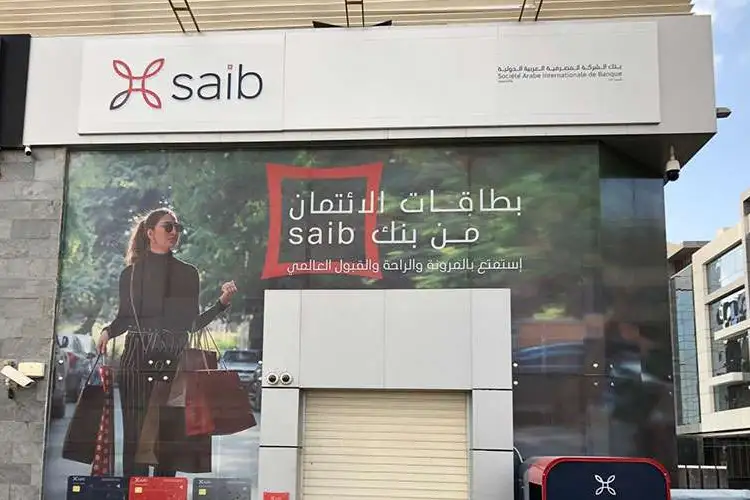 saib
بنك الشركة المصرفية العربية الدولية
Société Arabe Internationale de Banque
بطاقات الائتمان
من بنك saib
إستمتع بالمرونة والراحة والقبول العالمي